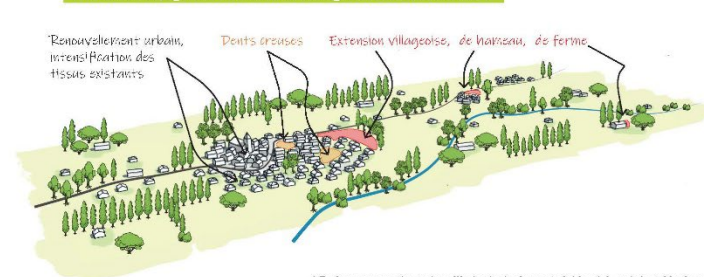 Renouvellement urbain,
intensification des
tissus existants
Dents creuses
Extension villageoise, de hameau, de ferme